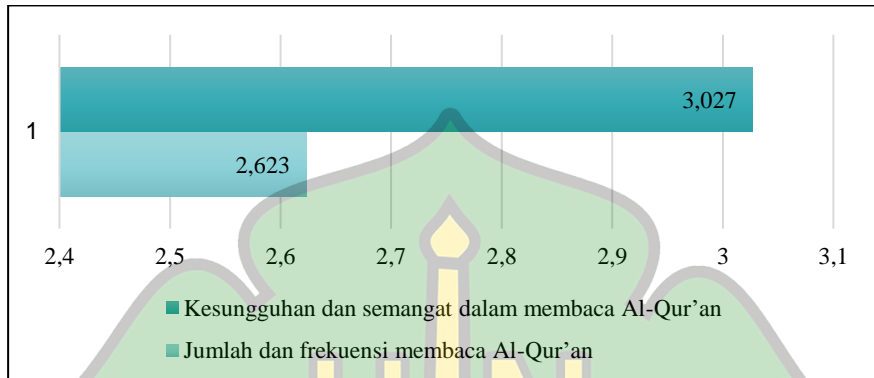 3,027
1
2,623
2,4 2,5 2,6 2,7 2,8 2,9 3 3,1
Kesungguhan dan semangat dalam membaca Al-Qur’an
Jumlah dan frekuensi membaca Al-Qur’an